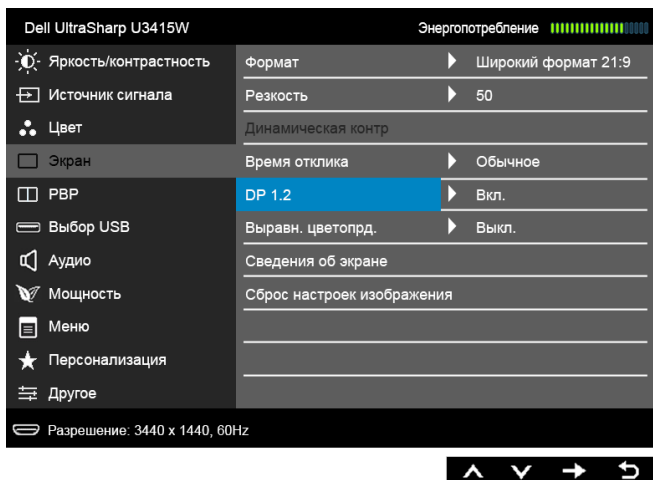 Dell UltraSharp U3415W
Энергопотребление
Яркость/контрастность
Формат
Широкий формат 21:9
Источник сигнала
Резкость
50
Цвет
Динамическая контр
Экран
Время отклика
Обычное
PBP
DP 1.2
Вкл.
Выбор USB
Выравн. цветопрд.
Выкл.
Аудио
Сведения об экране
Мощность
Сброс настроек изображения
Меню
Персонализация
Другое
Разрешение: 3440 x 1440, 60Hz